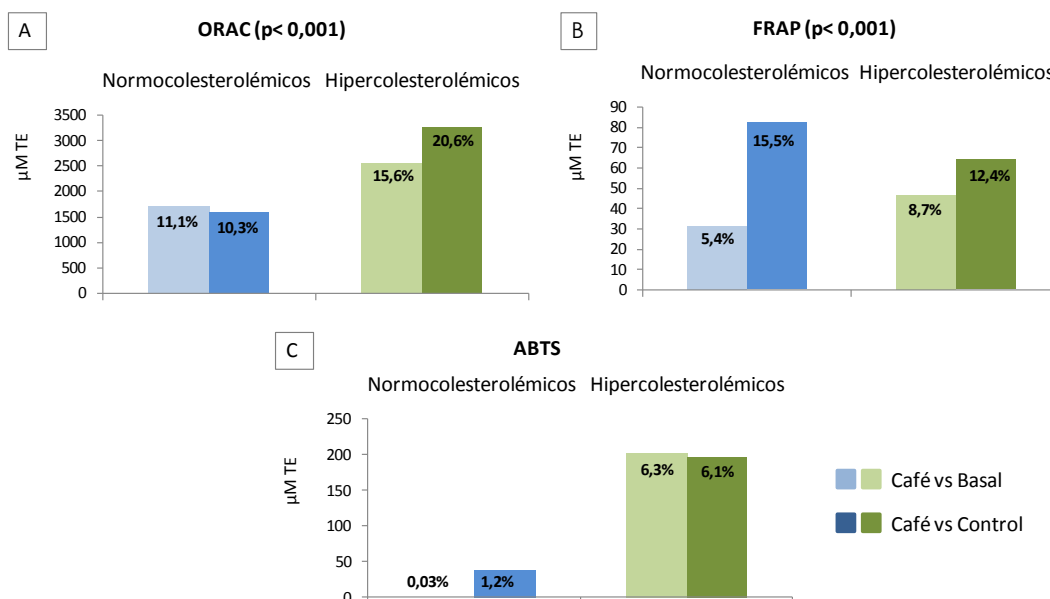 A
ORAC (p< 0,001)
Normocolesterolémicos Hipercolesterolémicos
µM TE
3500
3000
2500
2000
1500
1000
500
0
11,1%
10,3%
15,6%
20,6%
B
FRAP (p< 0,001)
Normocolesterolémicos Hipercolesterolémicos
µM TE
90
80
70
60
50
40
30
20
10
0
5,4%
15,5%
8,7%
12,4%
C
ABTS
Normocolesterolémicos Hipercolesterolémicos
µM TE
250
200
150
100
50
0
0,03%
1,2%
6,3%
6,1%
Café vs Basal
Café vs Control